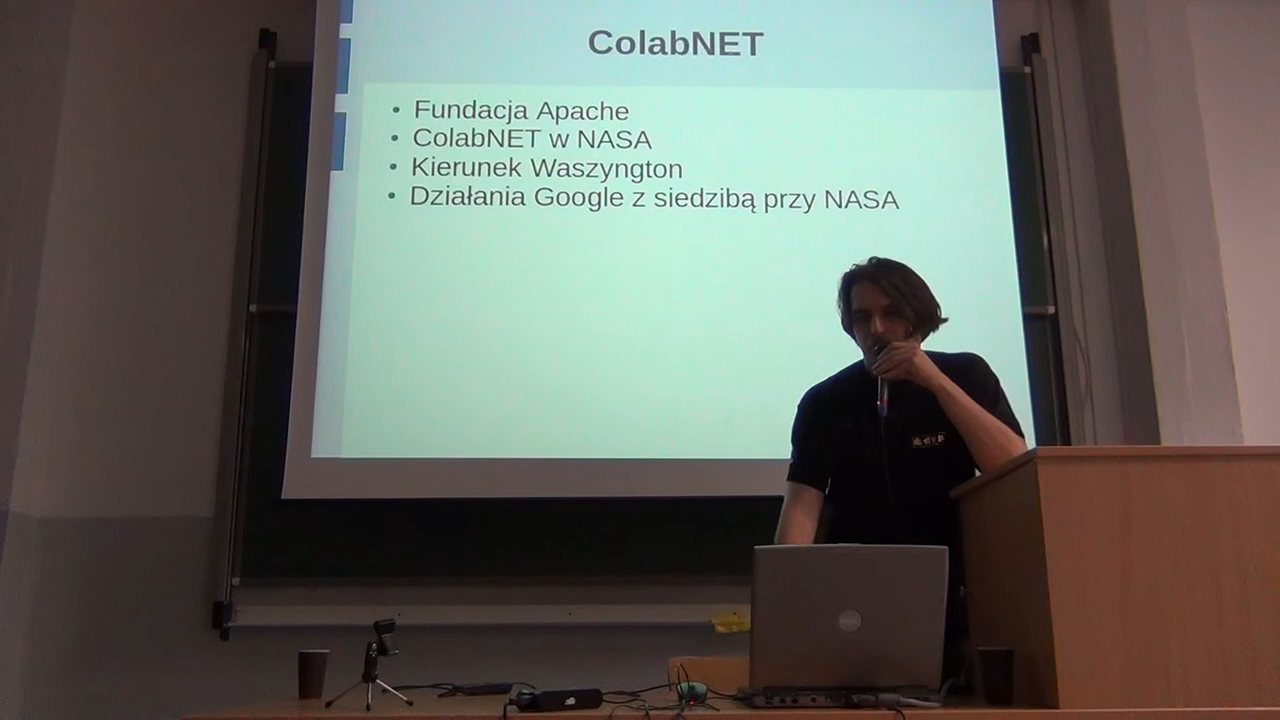 ColabNET
• Fundacja Apache
• ColabNET w NASA
• Kierunek Waszyngton
• Działania Google z siedzibą przy NASA